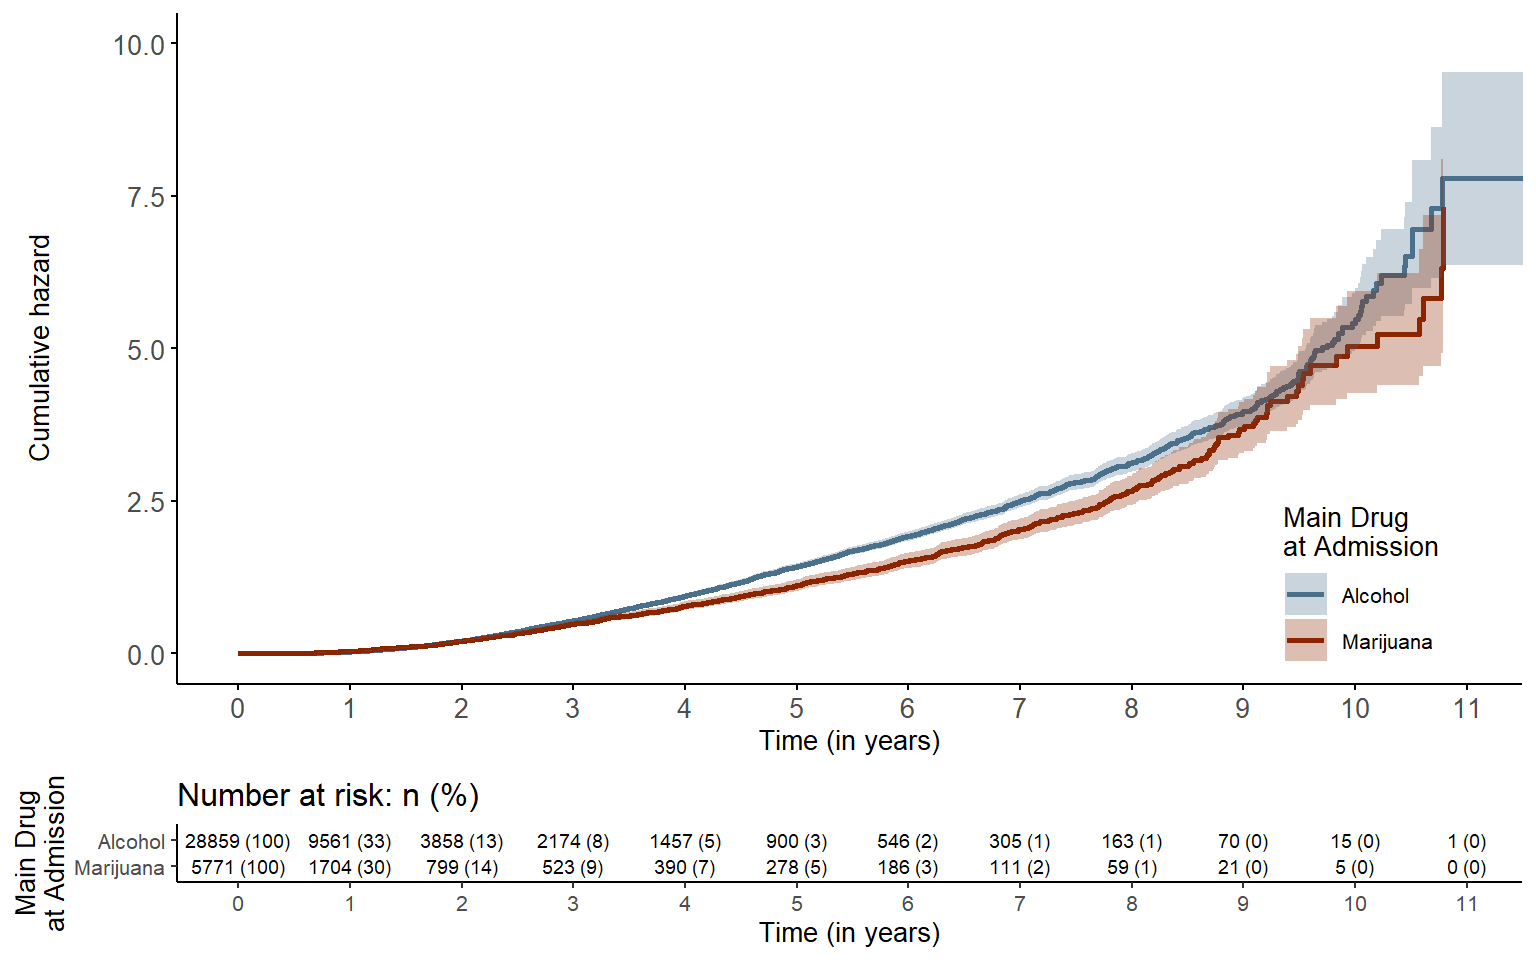 10.0
7.5
5.0
2.5
0.0
Cumulative hazard
Main Drug
at Admission
Alcohol
Marijuana
0 1 2 3 4 5 6 7 8 9 10 11
Time (in years)
Number at risk: n (%)
Main Drug
at Admission
Alcohol 28859 (100) 9561 (33) 3858 (13) 2174 (8) 1457 (5) 900 (3) 546 (2) 305 (1) 163 (1) 70 (0) 15 (0) 1 (0)
Marijuana 5771 (100) 1704 (30) 799 (14) 523 (9) 390 (7) 278 (5) 186 (3) 111 (2) 59 (1) 21 (0) 5 (0) 0 (0)
0 1 2 3 4 5 6 7 8 9 10 11
Time (in years)